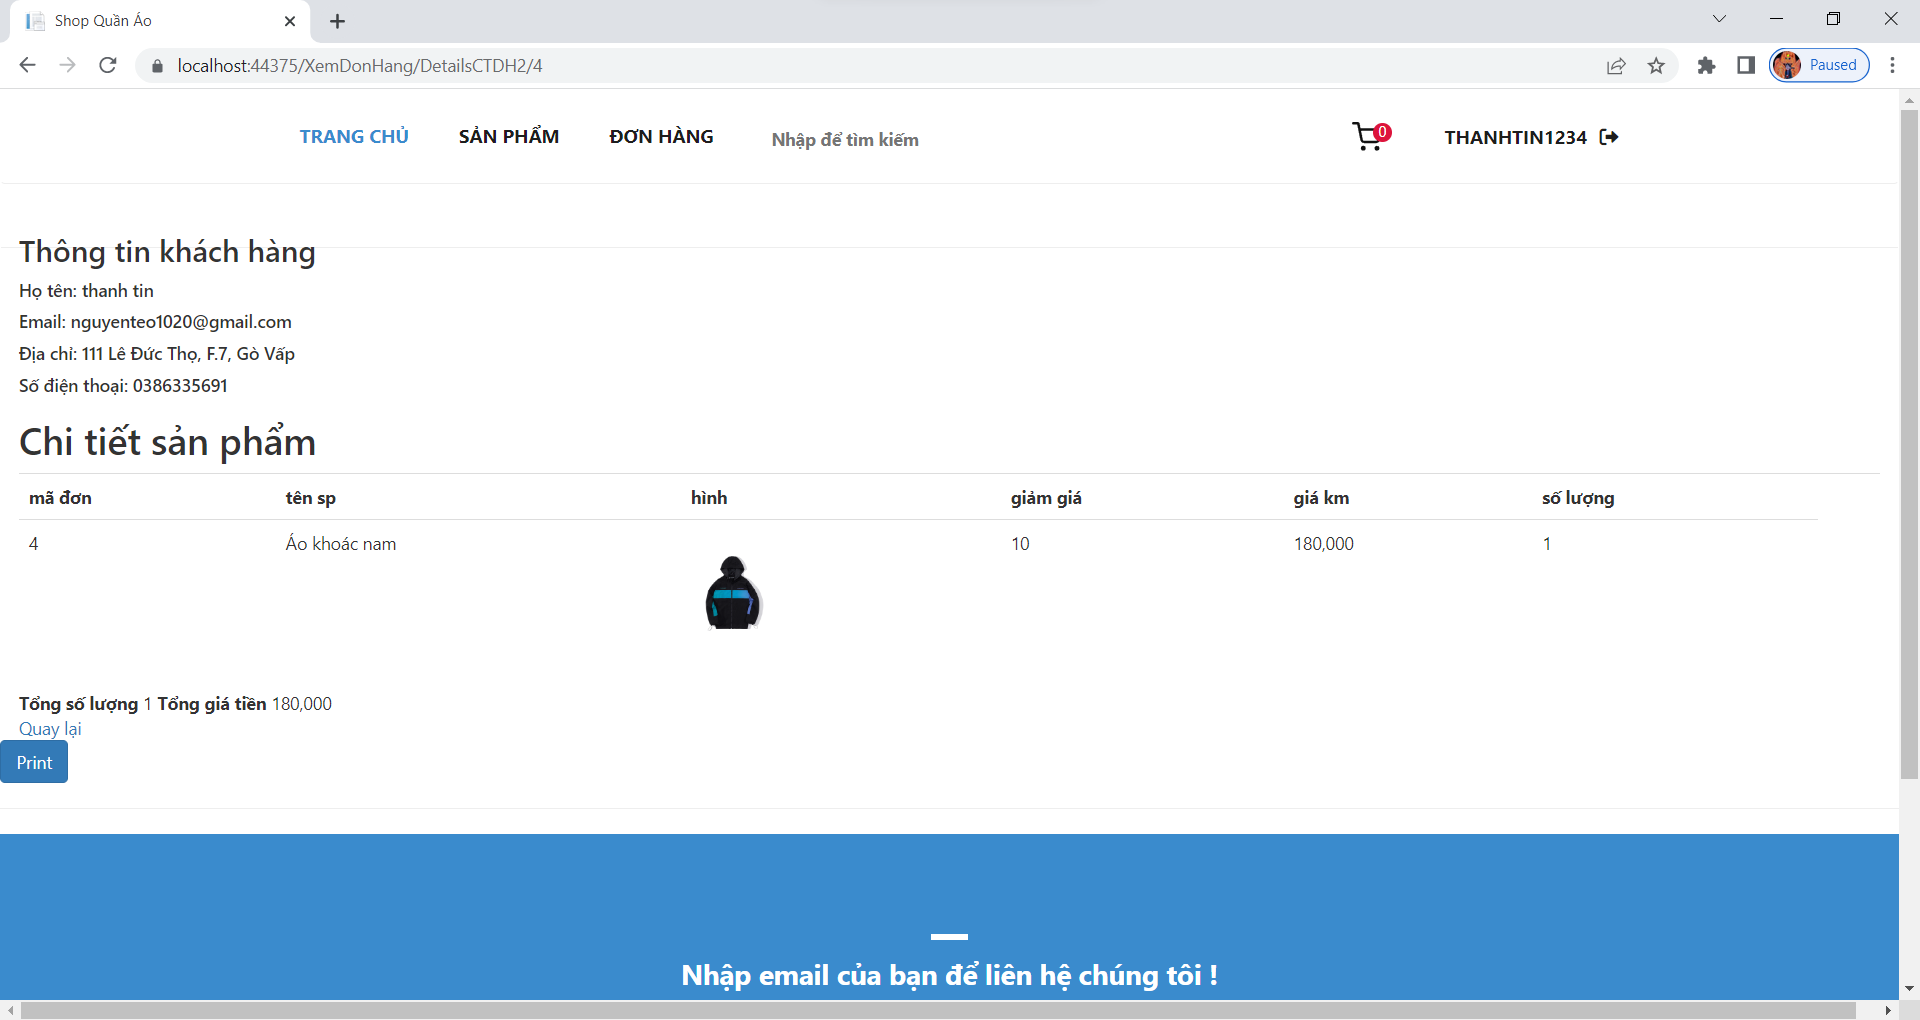 Shop Quần Áo
localhost:44375/XemDonHang/DetailsCTDH2/4
Paused
TRANG CHỦ SẢN PHẨM ĐƠN HÀNG Nhập để tìm kiếm 0 THANHTIN1234
Thông tin khách hàng
Họ tên: thanh tin
Email: nguyenteo1020@gmail.com
Địa chỉ: 111 Lê Đức Thọ, F.7, Gò Vấp
Số điện thoại: 0386335691
Chi tiết sản phẩm
mã đơn tên sp hình giảm giá giá km số lượng
4 Áo khoác nam 10 180,000 1
Tổng số lượng 1 Tổng giá tiền 180,000
Quay lại
Print
Nhập email của bạn để liên hệ chúng tôi !